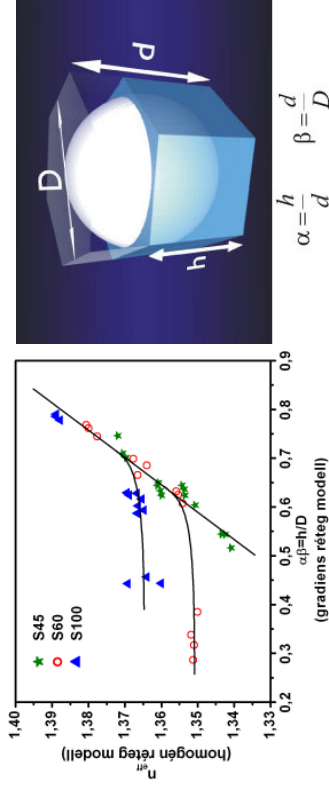 1,40
1,39
1,38
1,37
1,36
1,35
1,34
1,33
n_eff
(homogén réteg modell)
S45
S60
S100
0,2
0,3
0,4
0,5
0,6
0,7
0,8
0,9
αβ=h/D
(gradiens réteg modell)
D
d
h
α = h/d
β = d/D